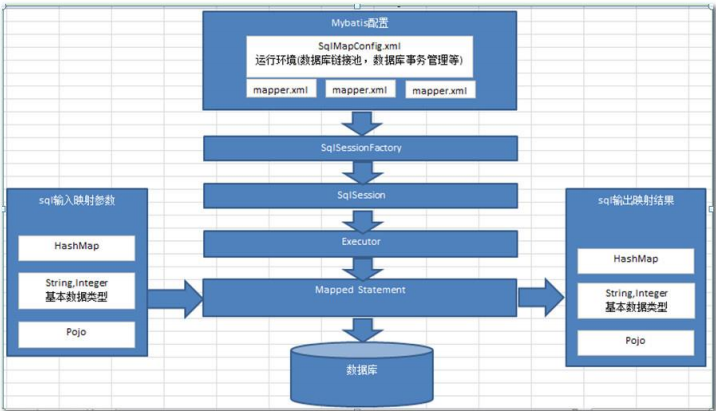 Mybatis配置
SqlMapConfig.xml
运行环境(数据库链接池，数据库事务管理等)
mapper.xml mapper.xml mapper.xml
SqlSessionFactory
SqlSession
Executor
Mapped Statement
数据库
sql输入映射参数
HashMap
String,Integer
基本数据类型
Pojo
sql输出映射结果
HashMap
String,Integer
基本数据类型
Pojo